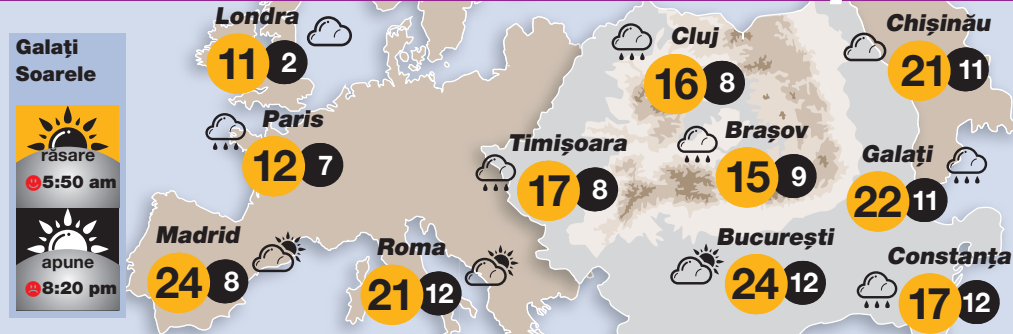 Galați
Soarele
răsare
5:50 am
apune
8:20 pm
Londra
11 2
Paris
12 7
Madrid
24 8
Roma
21 12
Timișoara
17 8
Cluj
16 8
Brașov
15 9
București
24 12
Chișinău
21 11
Galați
22 11
Constanța
17 12